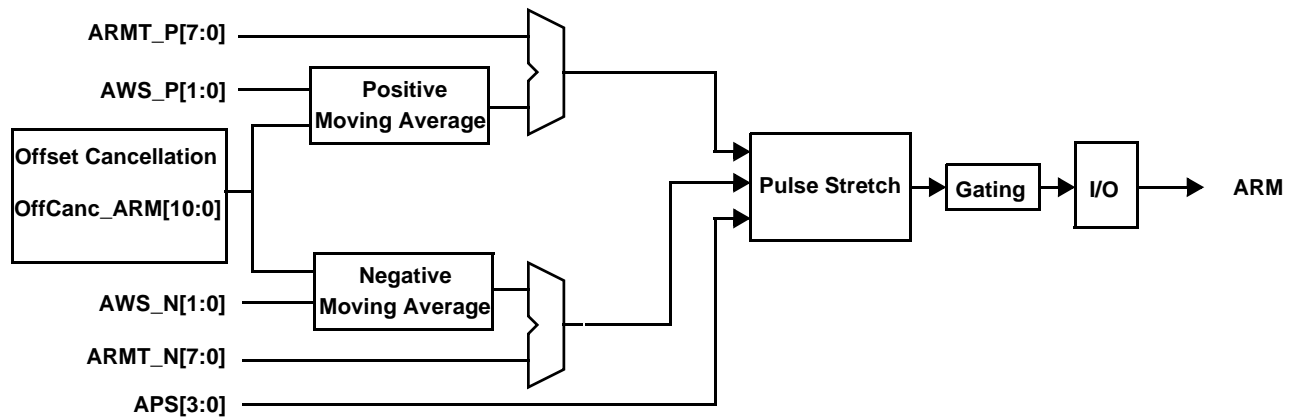 ARMT_P[7:0]
AWS_P[1:0]
Positive
Moving Average
Offset Cancellation
OffCanc_ARM[10:0]
Pulse Stretch
Gating
I/O
ARM
Negative
Moving Average
AWS_N[1:0]
ARMT_N[7:0]
APS[3:0]